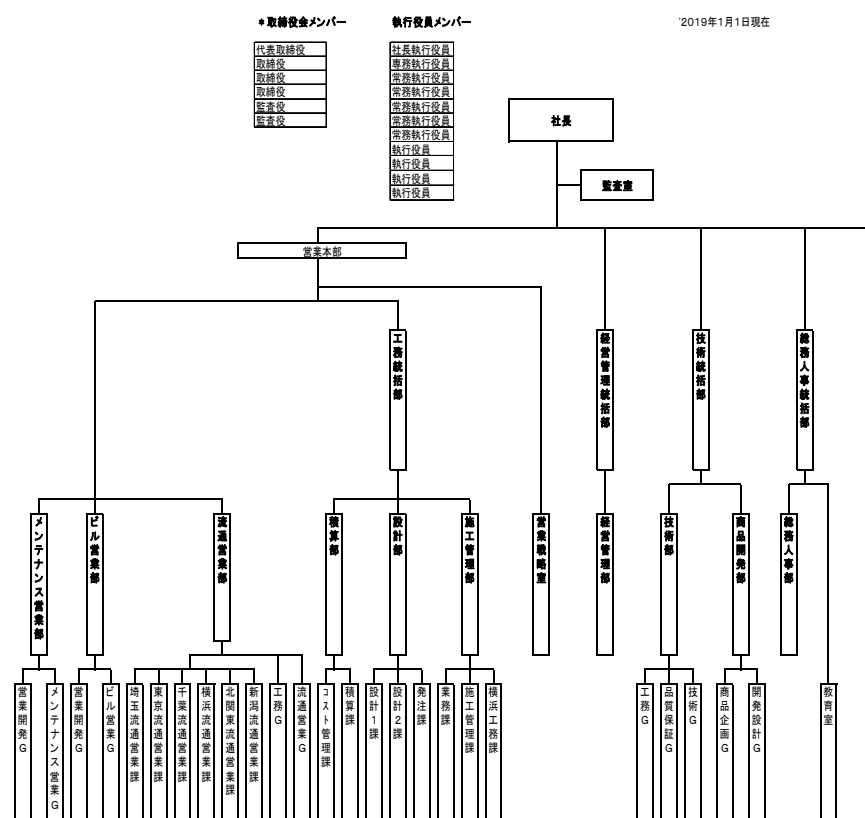 ＊取締役会メンバー
執行役員メンバー
'2019年1月1日現在
代表取締役
取締役
取締役
取締役
監査役
監査役
社長執行役員
専務執行役員
常務執行役員
常務執行役員
常務執行役員
常務執行役員
常務執行役員
執行役員
執行役員
執行役員
執行役員
社長
監査室
営業本部
工務統括部
経営管理統括部
技術統括部
総務人事統括部
メンテナンス営業部
ビル営業部
流通営業部
積算部
設計部
施工管理部
営業戦略室
経営管理部
技術部
商品開発部
総務人事部
営業開発G
メンテナンス営業G
営業開発G
ビル営業G
埼玉流通営業課
東京流通営業課
千葉流通営業課
横浜流通営業課
北関東流通営業課
新潟流通営業課
工務G
流通営業G
コスト管理課
積算課
設計1課
設計2課
発注課
業務課
施工管理課
横浜工務課
工務G
品質保証G
技術G
商品企画G
開発設計G
教育室